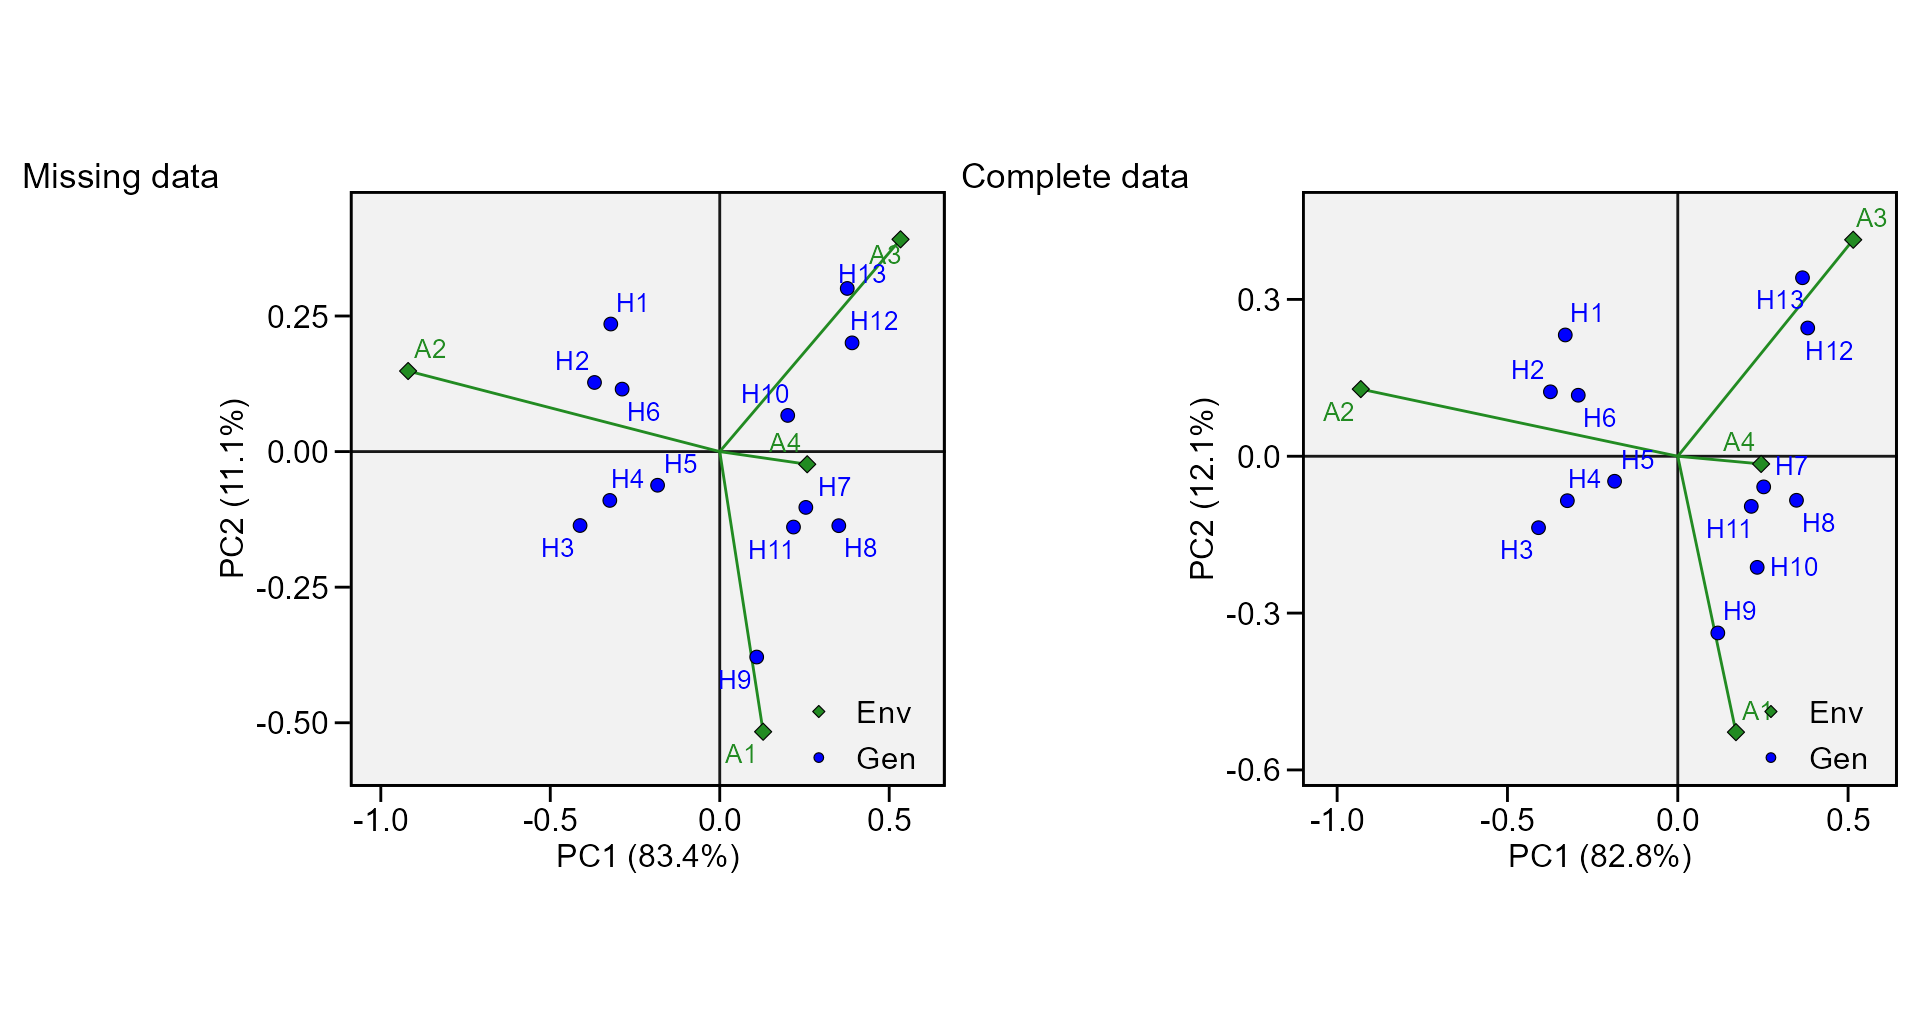 Missing data
A3
H13
H1
H12
0.25
A2
H2
H10
H6
A4
0.00
H5
H4
H7
H3
H11
H8
-0.25
H9
-0.50
Env
A1
Gen
-1.0
-0.5
0.0
0.5
PC1 (83.4%)
PC2 (11.1%)
Complete data
A3
0.3
H13
H1
H12
H2
A2
H6
A4
0.0
H5
H7
H4
H8
H11
H3
H10
-0.3
H9
A1
Env
Gen
-0.6
-1.0
-0.5
0.0
0.5
PC1 (82.8%)
PC2 (12.1%)